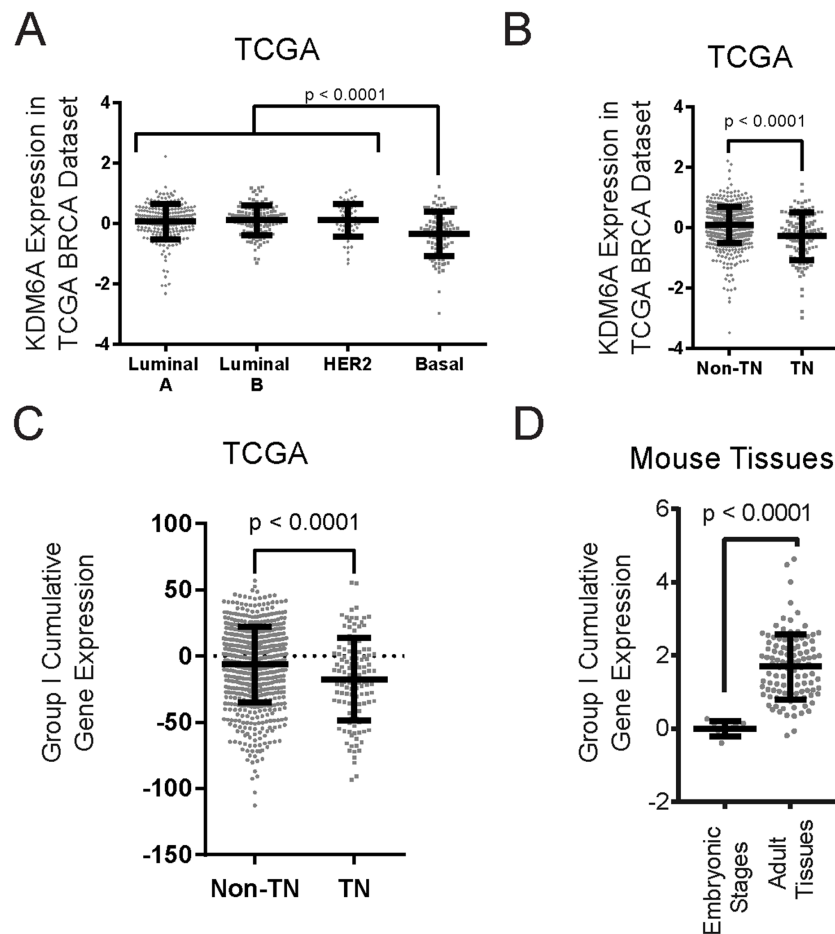 A
TCGA
KDM6A Expression in
TCGA BRCA Dataset
p < 0.0001
4
2
0
-2
-4
Luminal
A
Luminal
B
HER2
Basal
B
TCGA
KDM6A Expression in
TCGA BRCA Dataset
p < 0.0001
4
2
0
-2
-4
Non-TN
TN
C
TCGA
Group I Cumulative
Gene Expression
p < 0.0001
100
50
0
-50
-100
-150
Non-TN
TN
D
Mouse Tissues
Group I Cumulative
Gene Expression
p < 0.0001
6
4
2
0
-2
Embryonic
Stages
Adult
Tissues